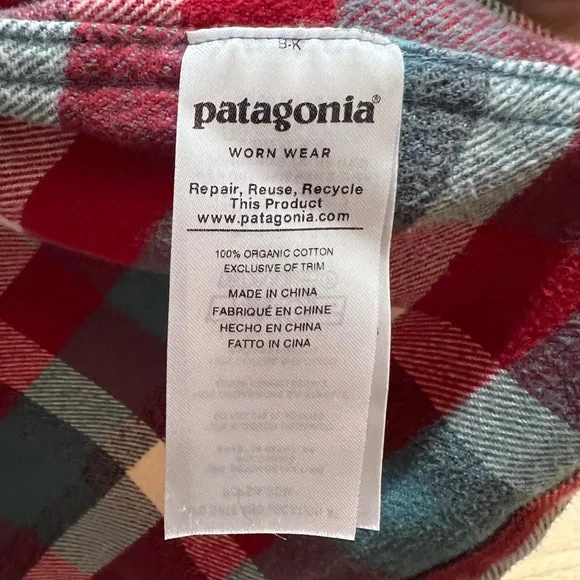 B-K
patagonia®
WORN WEAR
Repair, Reuse, Recycle
This Product
www.patagonia.com
100% ORGANIC COTTON
EXCLUSIVE OF TRIM
MADE IN CHINA
FABRIQUÉ EN CHINE
HECHO EN CHINA
FATTO IN CINA